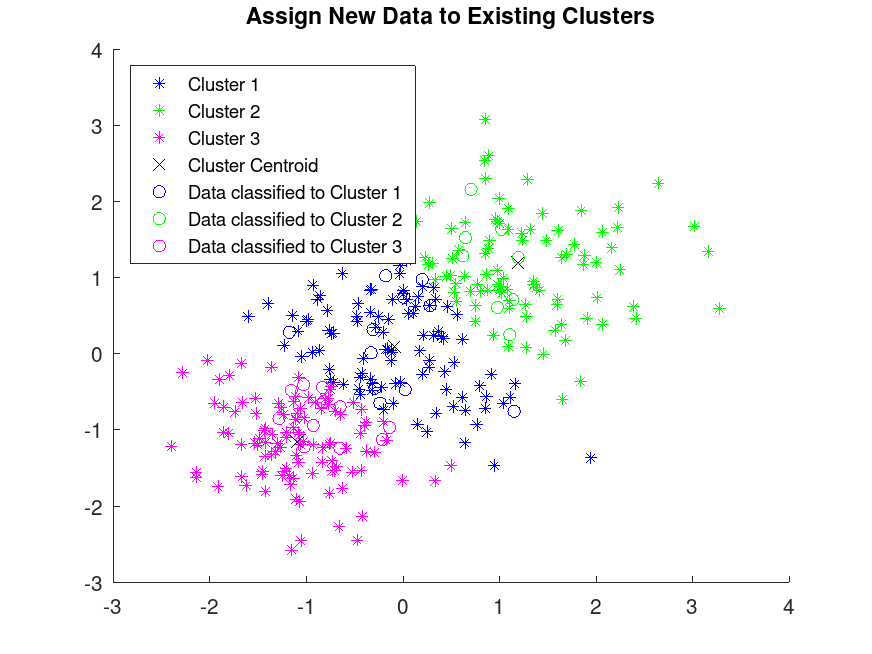 Assign New Data to Existing Clusters
4
3
2
1
0
-1
-2
-3
Cluster 1
Cluster 2
Cluster 3
Cluster Centroid
Data classified to Cluster 1
Data classified to Cluster 2
Data classified to Cluster 3
-3 -2 -1 0 1 2 3 4